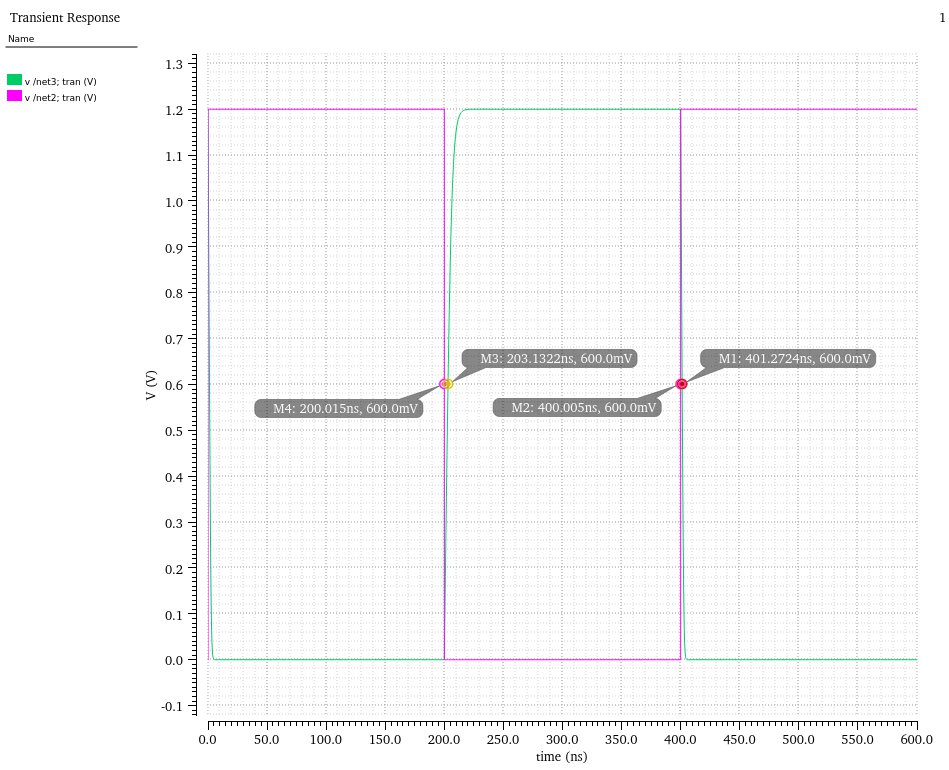 Transient Response
1
Name
v /net3; tran (V)
v /net2; tran (V)
1.3
1.2
1.1
1.0
0.9
0.8
0.7
0.6
0.5
0.4
0.3
0.2
0.1
0.0
-0.1
V (V)
M3: 203.1322ns, 600.0mV
M1: 401.2724ns, 600.0mV
M4: 200.015ns, 600.0mV
M2: 400.005ns, 600.0mV
0.0 50.0 100.0 150.0 200.0 250.0 300.0 350.0 400.0 450.0 500.0 550.0 600.0
time (ns)